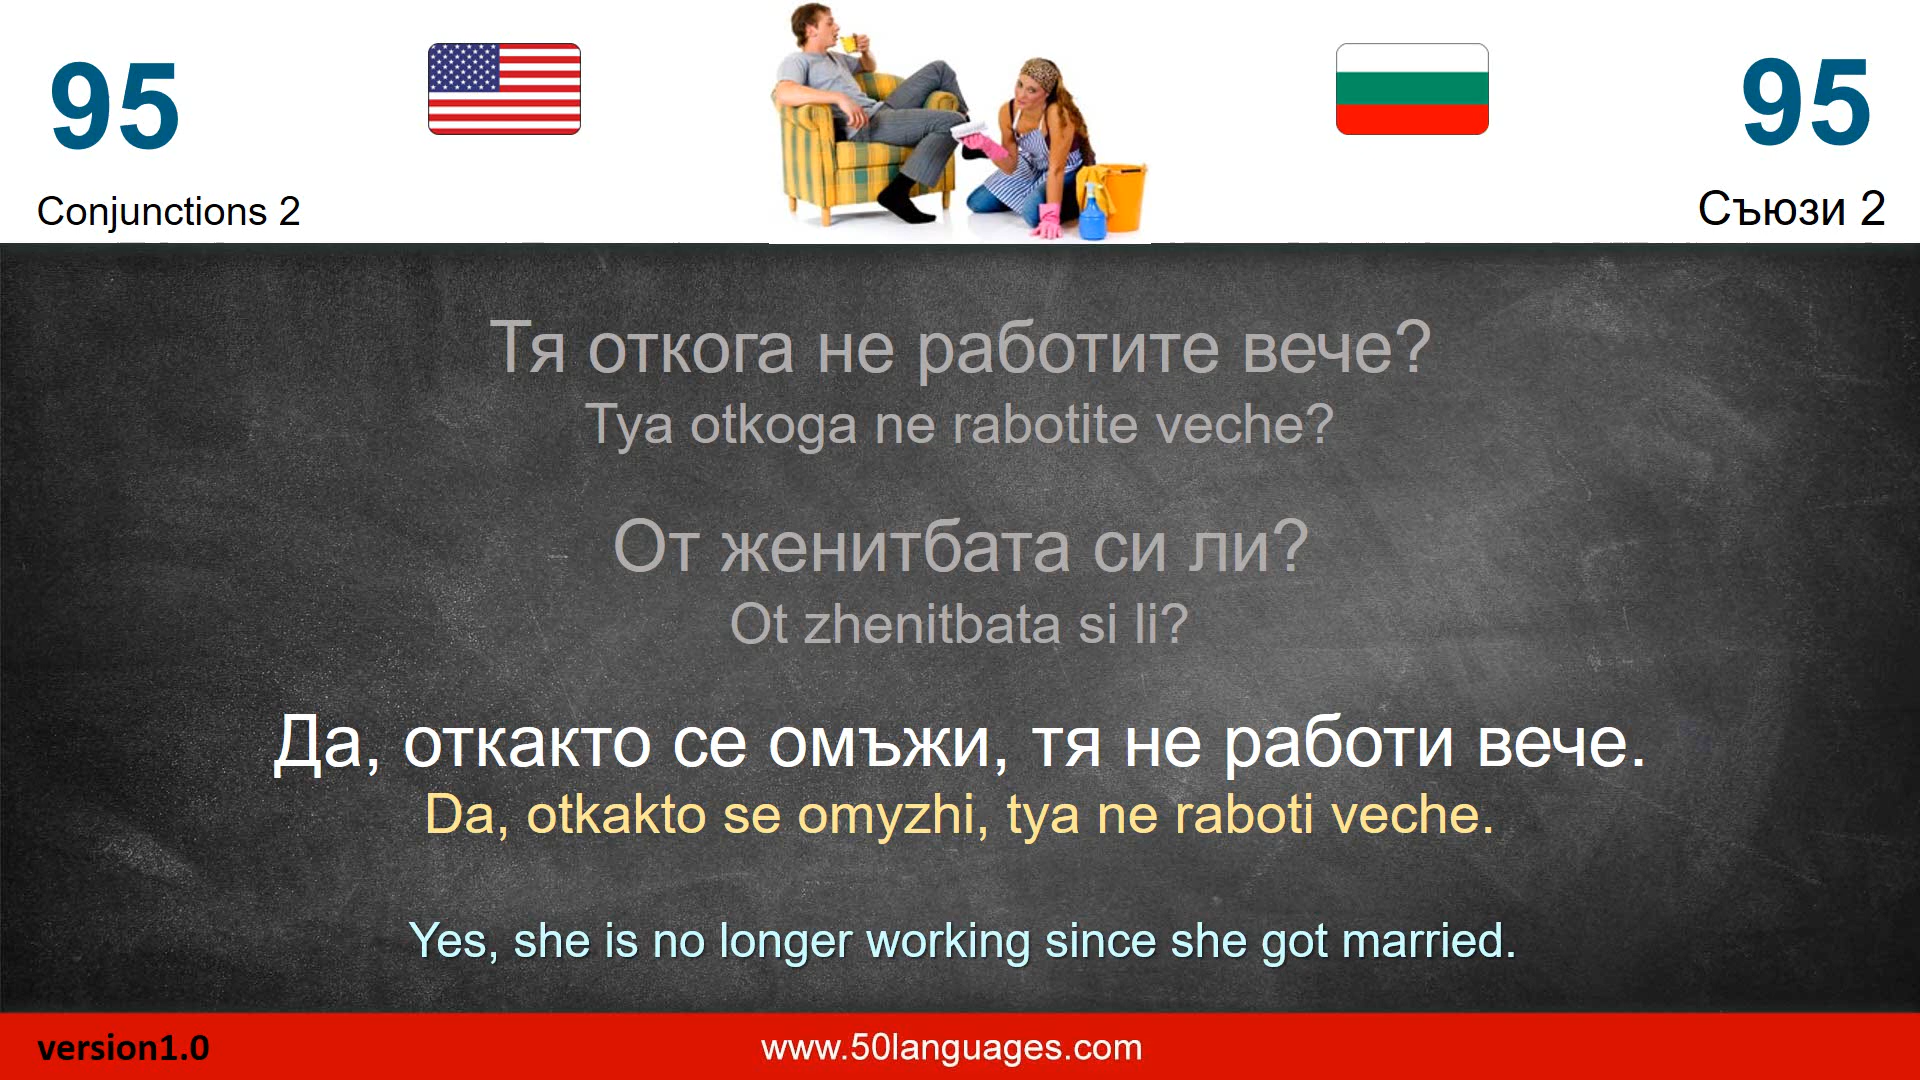 95
95
Conjunctions 2
Съюзи 2
Тя откога не работите вече?
Tya otkoga ne rabotite veche?
От женитбата си ли?
Ot zhenitbata si li?
Да, откакто се омъжи, тя не работи вече.
Da, otkakto se omyzhi, tya ne raboti veche.
Yes, she is no longer working since she got married.
version1.0
www.50languages.com